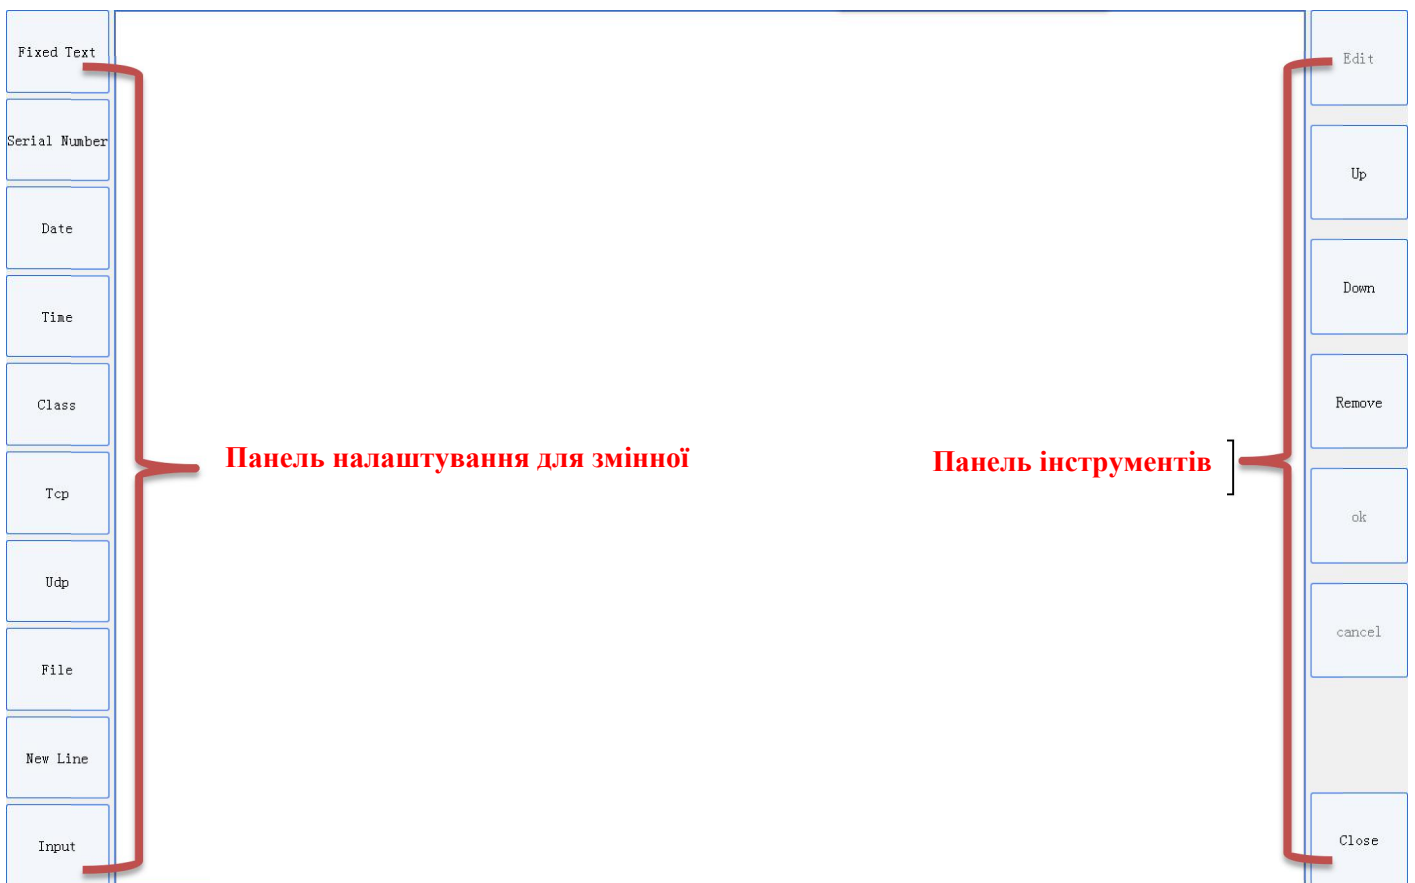 Fixed Text
Serial Number
Date
Time
Class
Tcp
Udp
File
New Line
Input
Панель налаштування для змінної
Панель інструментів
Edit
Up
Down
Remove
ok
cancel
Close